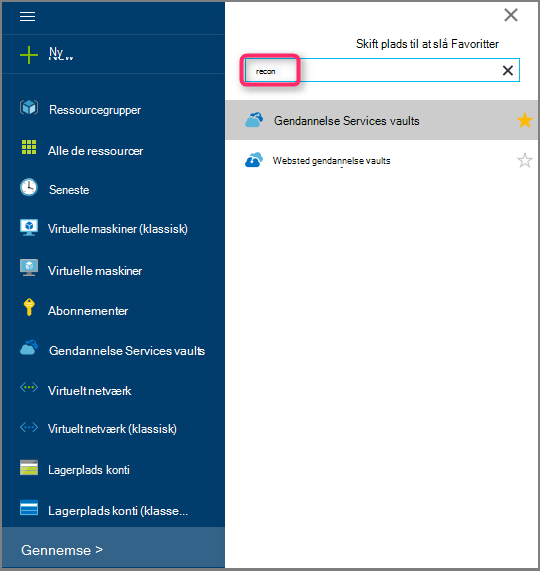 Ny
Ressourcegrupper
Alle de ressourcer
Seneste
Virtuelle maskiner (klassisk)
Virtuelle maskiner
Abonnementer
Gendannelse Services vaults
Virtuelt netværk
Virtuelt netværk (klassisk)
Lagerplads konti
Lagerplads konti (klasse...
Gennemse >
Skift plads til at slå Favoritter
recon
Gendannelse Services vaults
Websted gendannelse vaults